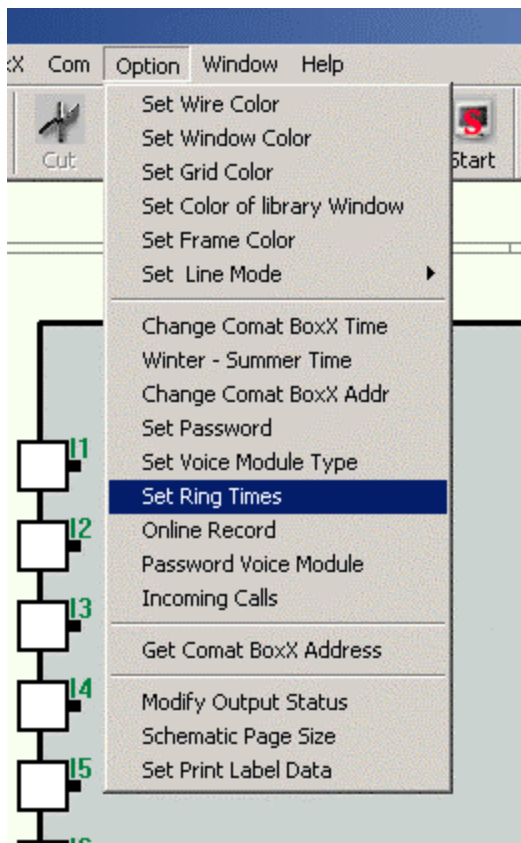 Com Option Window Help
Cut
Start
Set Wire Color
Set Window Color
Set Grid Color
Set Color of library Window
Set Frame Color
Set Line Mode
Change Comat BoxX Time
Winter - Summer Time
Change Comat BoxX Addr
Set Password
Set Voice Module Type
Set Ring Times
Online Record
Password Voice Module
Incoming Calls
Get Comat BoxX Address
Modify Output Status
Schematic Page Size
Set Print Label Data
I1
I2
I3
I4
I5